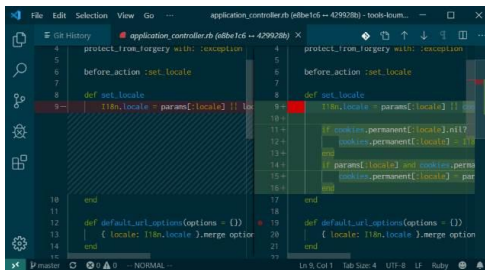 File Edit Selection View Go ··· application_controller.rb (e8be1c6 ↔ 429928b) - tools-loum...
Git History application_controller.rb (e8be1c6 ↔ 429928b)
4 protect_from_forgery with: :exception
5
6 before_action :set_locale
7
8 def set_locale
9 I18n.locale = params[:locale] || loc
10 end
11
12 def default_url_options(options = {})
13 { locale: I18n.locale }.merge option
14 end
4 protect_from_forgery with: :exception
5
6 before_action :set_locale
7
8 def set_locale
9+ I18n.locale = params[:locale] ||
10+
11+ if cookies.permanent[:locale].nil?
12+ cookies.permanent[:locale] =
13+ end
14+ if params[:locale] and cookies.perma
15+ cookies.permanent[:locale] = par
16+ end
17 end
18
19 def default_url_options(options = {})
20 { locale: I18n.locale }.merge option
21 end
master 0 0 -- NORMAL -- Ln 9, Col 1 Tab Size: 4 UTF-8 LF Ruby